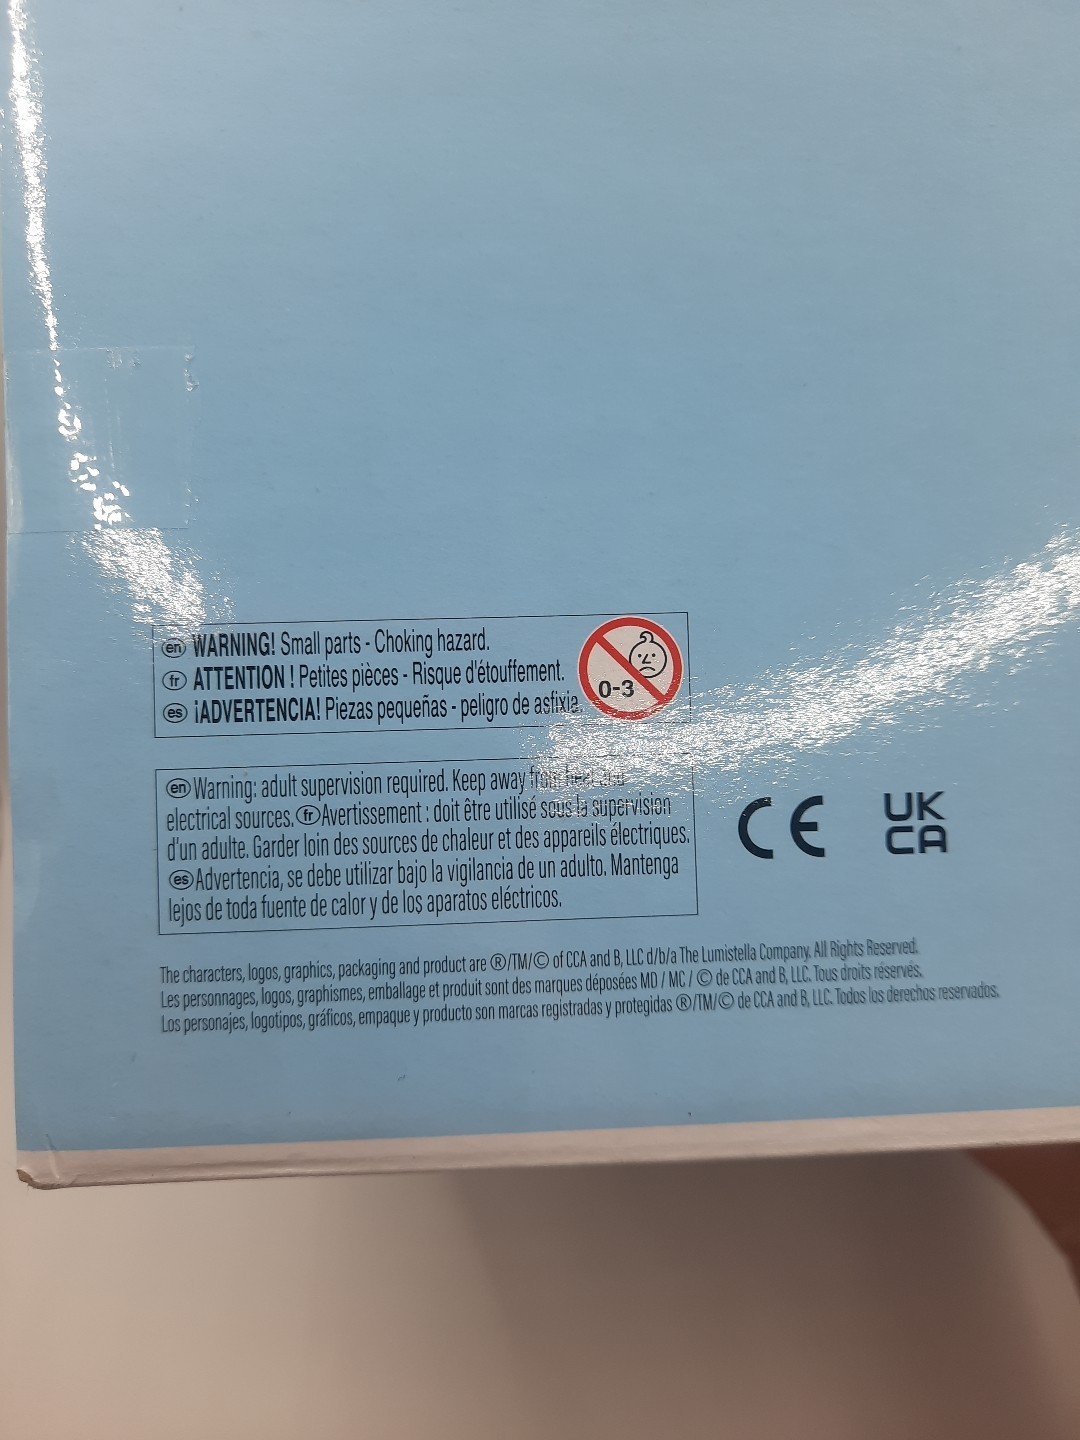 en WARNING! Small parts - Choking hazard.
fr ATTENTION ! Petites pièces - Risque d'étouffement.
es ¡ADVERTENCIA! Piezas pequeñas - peligro de asfixia.
0-3
en Warning: adult supervision required. Keep away from heat and
electrical sources. fr Avertissement : doit être utilisé sous la supervision
d'un adulte. Garder loin des sources de chaleur et des appareils électriques.
es Advertencia, se debe utilizar bajo la vigilancia de un adulto. Mantenga
lejos de toda fuente de calor y de los aparatos eléctricos.
CE
UK
CA
The characters, logos, graphics, packaging and product are ®/TM/© of CCA and B, LLC d/b/a The Lumistella Company. All Rights Reserved.
Les personnages, logos, graphismes, emballage et produit sont des marques déposées MD / MC / © de CCA and B, LLC. Tous droits réservés.
Los personajes, logotipos, gráficos, empaque y producto son marcas registradas y protegidas ®/TM/© de CCA and B, LLC. Todos los derechos reservados.